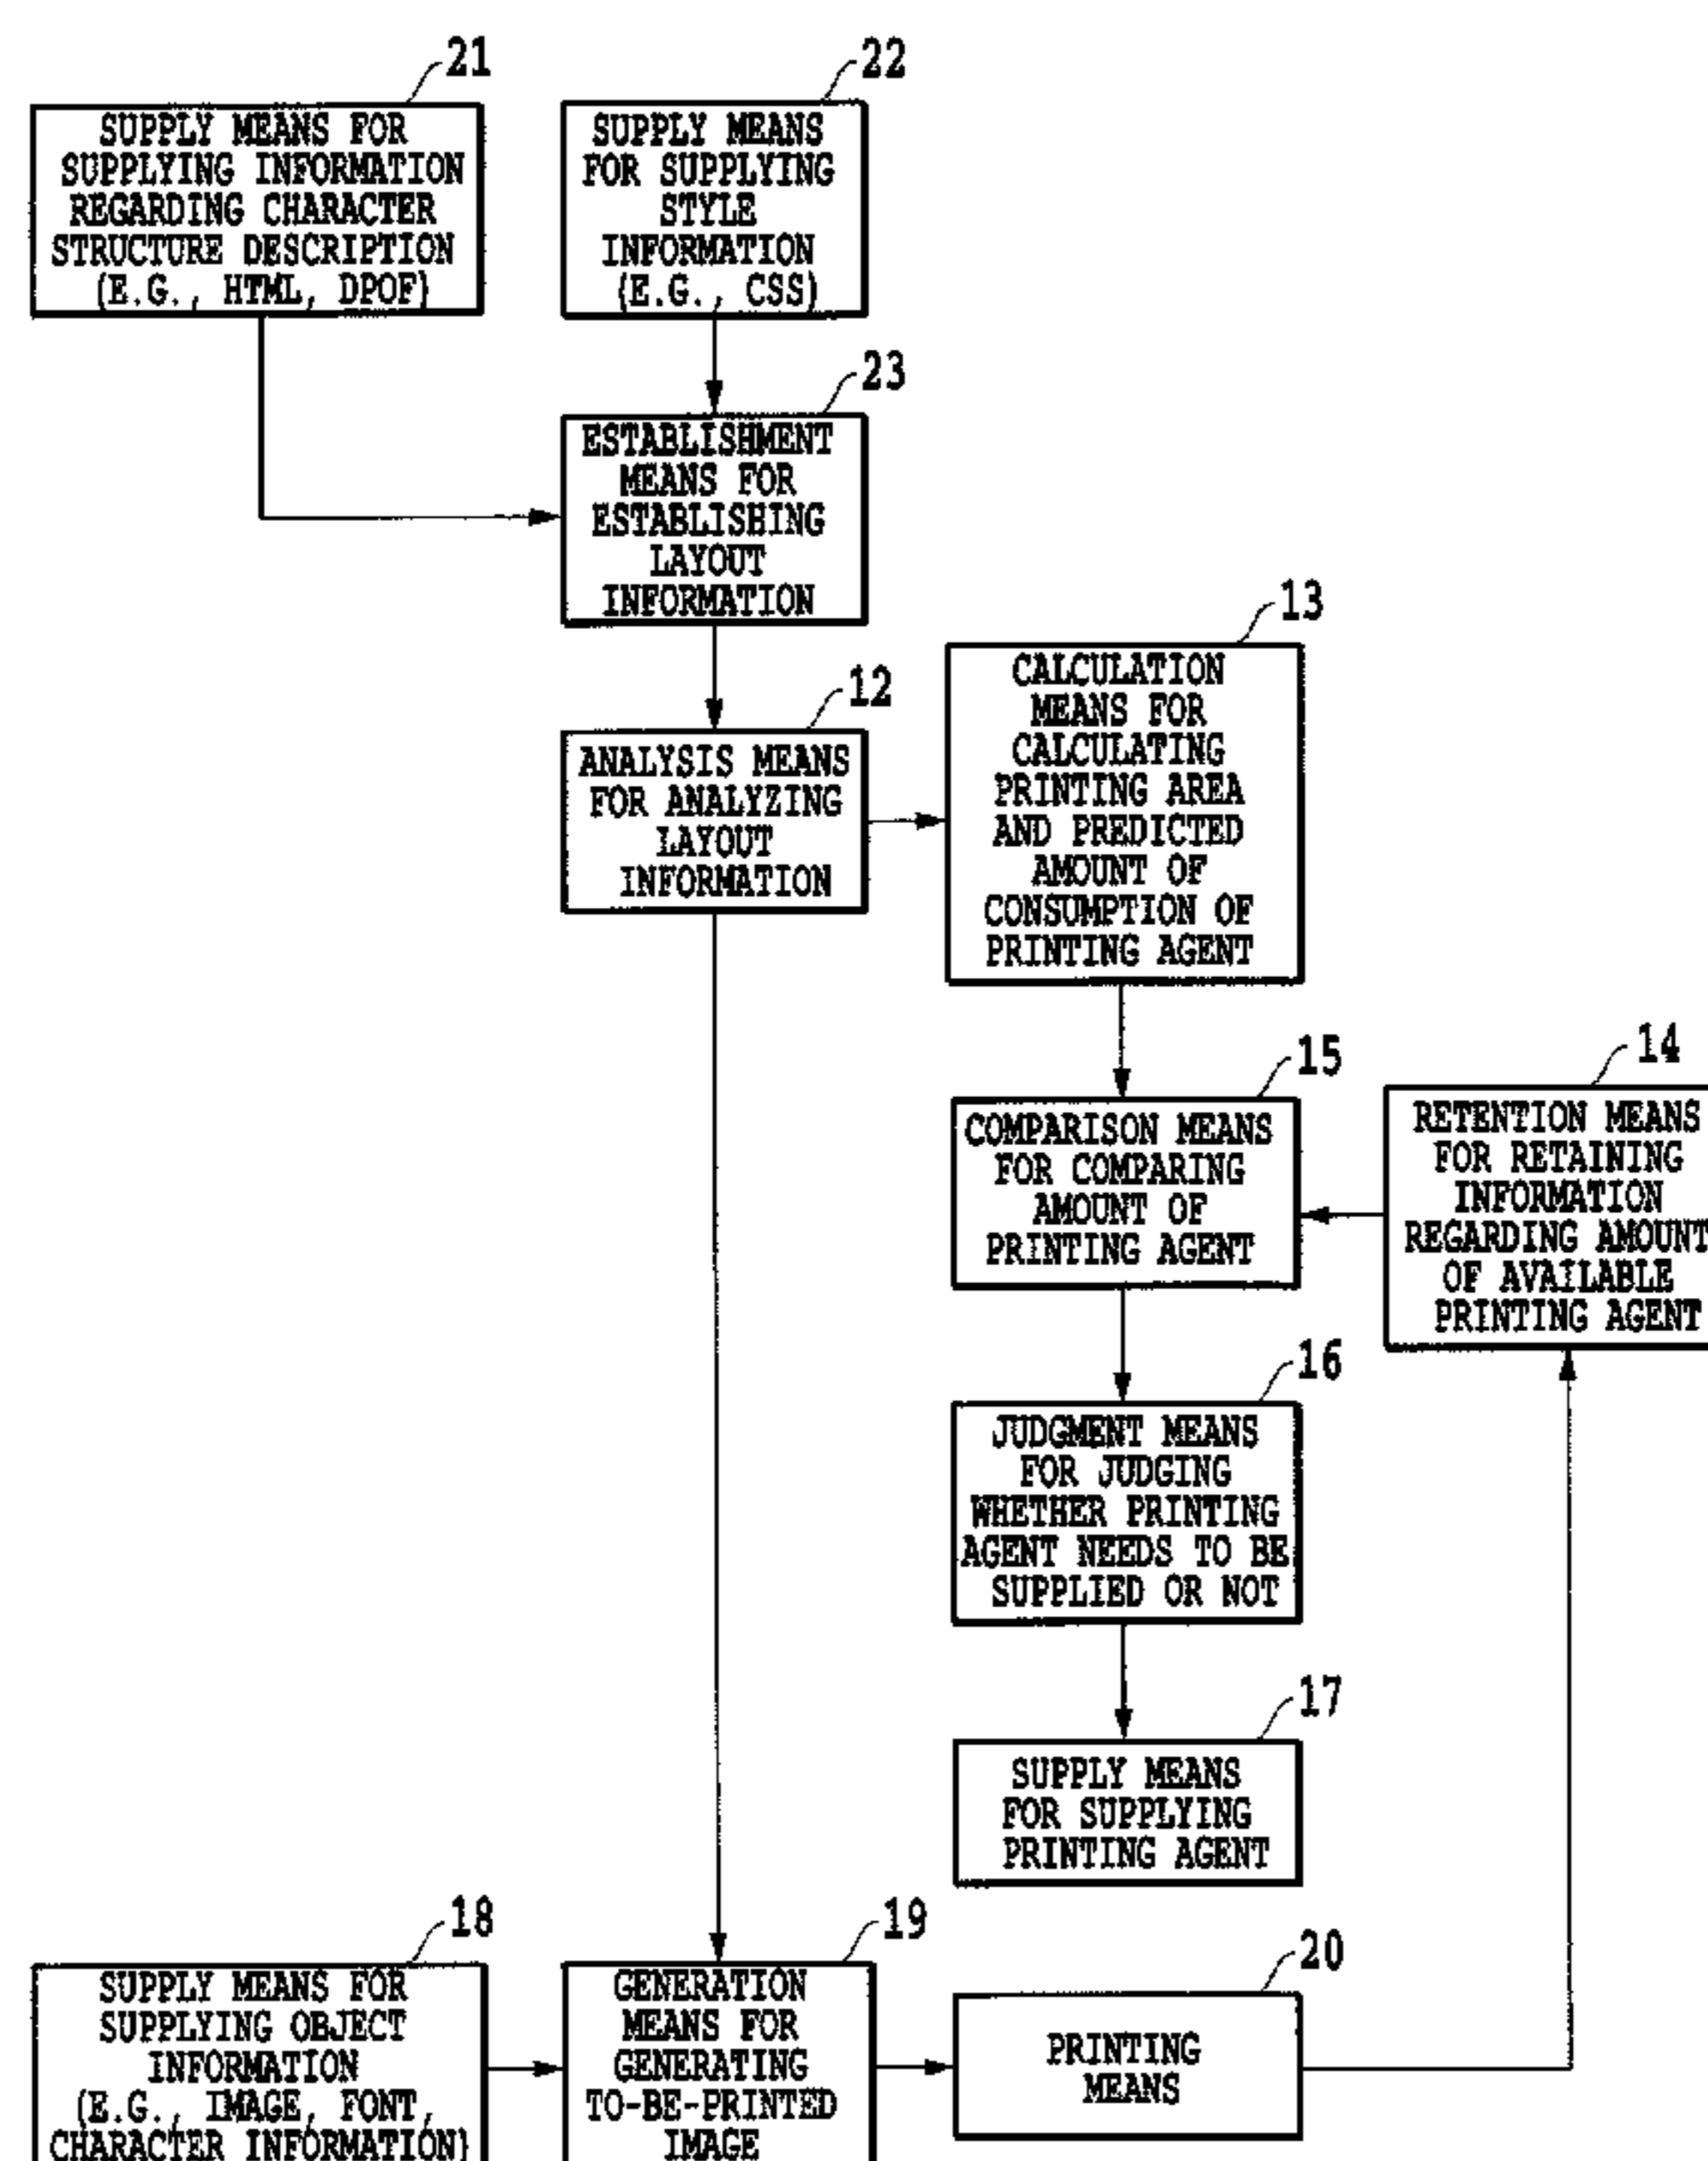 21
SUPPLY MEANS FOR
SUPPLYING INFORMATION
REGARDING CHARACTER
STRUCTURE DESCRIPTION
(E.G., HTML, DPOF)
22
SUPPLY MEANS
FOR SUPPLYING
STYLE
INFORMATION
(E.G., CSS)
23
ESTABLISHMENT
MEANS FOR
ESTABLISHING
LAYOUT
INFORMATION
12
ANALYSIS MEANS
FOR ANALYZING
LAYOUT
INFORMATION
13
CALCULATION
MEANS FOR
CALCULATING
PRINTING AREA
AND PREDICTED
AMOUNT OF
CONSUMPTION OF
PRINTING AGENT
15
COMPARISON MEANS
FOR COMPARING
AMOUNT OF
PRINTING AGENT
14
RETENTION MEANS
FOR RETAINING
INFORMATION
REGARDING AMOUNT
OF AVAILABLE
PRINTING AGENT
16
JUDGMENT MEANS
FOR JUDGING
WHETHER PRINTING
AGENT NEEDS TO BE
SUPPLIED OR NOT
17
SUPPLY MEANS
FOR SUPPLYING
PRINTING AGENT
18
SUPPLY MEANS FOR
SUPPLYING OBJECT
INFORMATION
(E.G., IMAGE, FONT,
CHARACTER INFORMATION)
19
GENERATION
MEANS FOR
GENERATING
TO-BE-PRINTED
IMAGE
20
PRINTING
MEANS